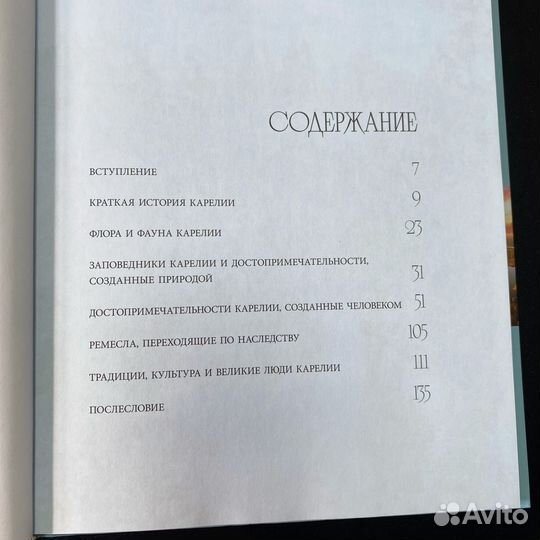 СОДЕРЖАНИЕ
ВСТУПЛЕНИЕ 7
КРАТКАЯ ИСТОРИЯ КАРЕЛИИ 9
ФЛОРА И ФАУНА КАРЕЛИИ 23
ЗАПОВЕДНИКИ КАРЕЛИИ И ДОСТОПРИМЕЧАТЕЛЬНОСТИ,
СОЗДАННЫЕ ПРИРОДОЙ 31
ДОСТОПРИМЕЧАТЕЛЬНОСТИ КАРЕЛИИ, СОЗДАННЫЕ ЧЕЛОВЕКОМ 51
РЕМЕСЛА, ПЕРЕХОДЯЩИЕ ПО НАСЛЕДСТВУ 105
ТРАДИЦИИ, КУЛЬТУРА И ВЕЛИКИЕ ЛЮДИ КАРЕЛИИ 111
ПОСЛЕСЛОВИЕ 135
Avito